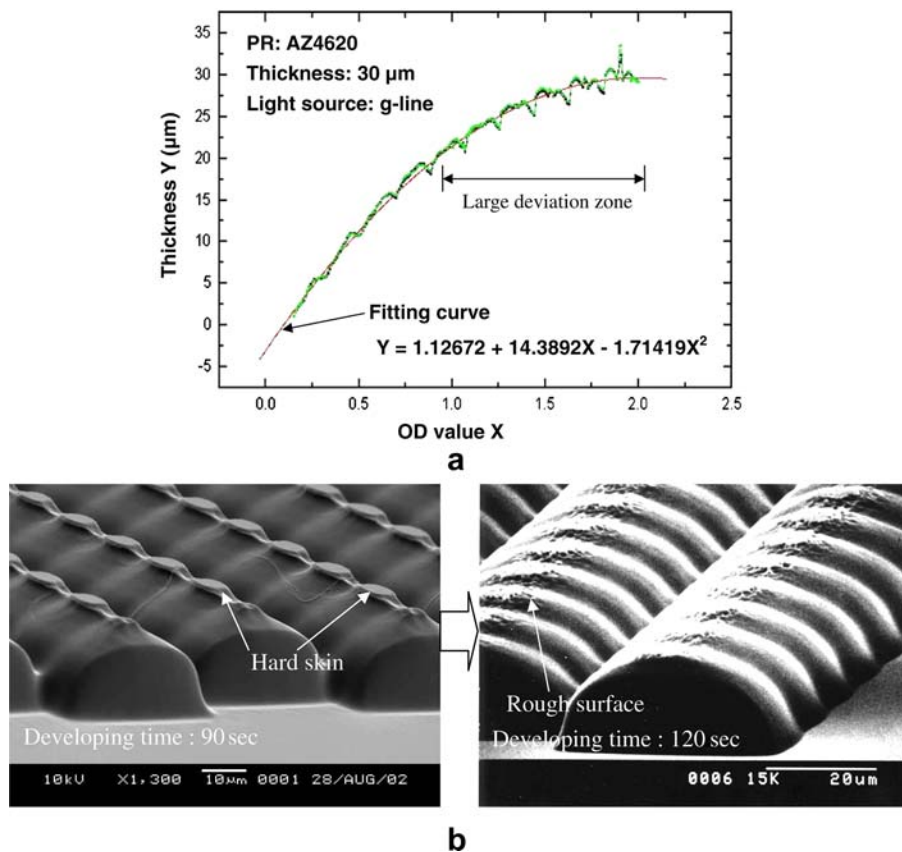 PR: AZ4620
Thickness: 30 μm
Light source: g-line
35
30
25
20
15
10
5
0
-5
Thickness Y (μm)
Large deviation zone
Fitting curve
Y = 1.12672 + 14.3892X - 1.71419X²
0.0 0.5 1.0 1.5 2.0 2.5
OD value X
a
Hard skin
Developing time : 90 sec
10kV X1,300 10μm 0001 28/AUG/02
Rough surface
Developing time : 120 sec
0006 15K 20um
b